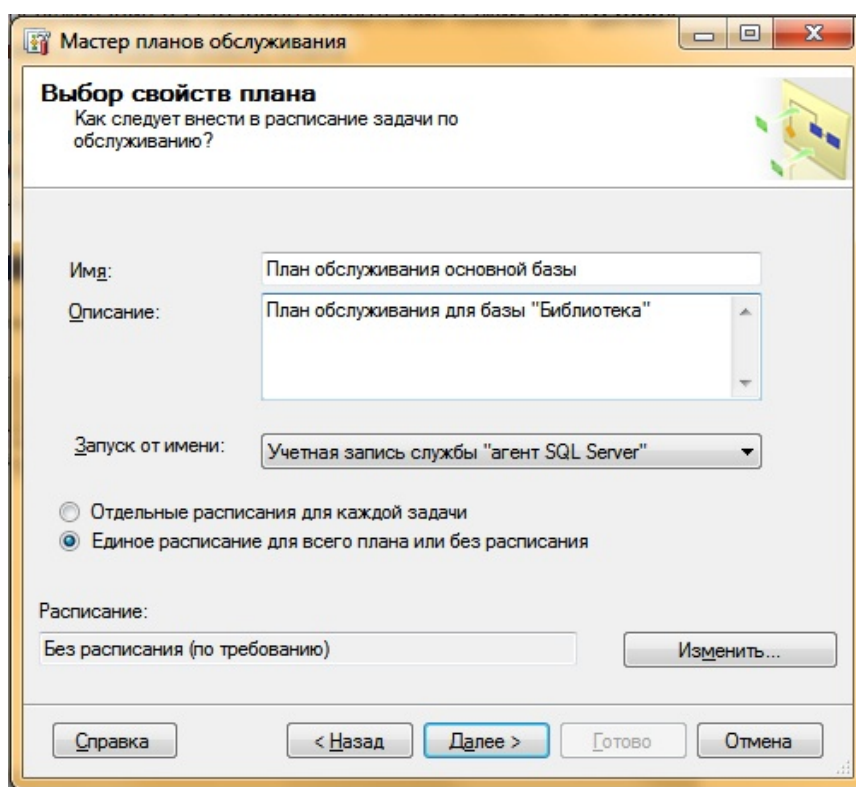 Мастер планов обслуживания
Выбор свойств плана
Как следует внести в расписание задачи по
обслуживанию?
Имя:
План обслуживания основной базы
Описание:
План обслуживания для базы "Библиотека"
Запуск от имени:
Учетная запись службы "агент SQL Server"
Отдельные расписания для каждой задачи
Единое расписание для всего плана или без расписания
Расписание:
Без расписания (по требованию)
Изменить...
Справка
< Назад
Далее >
Готово
Отмена